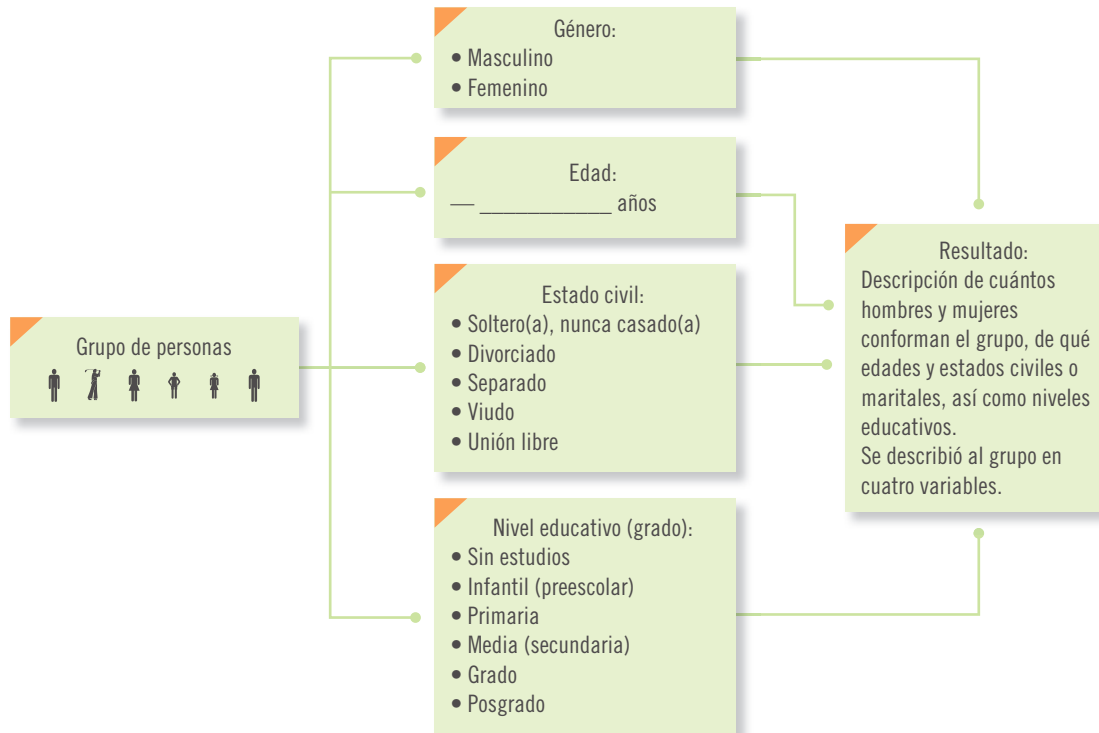 Grupo de personas
Género:
• Masculino
• Femenino
Edad:
— ____________ años
Estado civil:
• Soltero(a), nunca casado(a)
• Divorciado
• Separado
• Viudo
• Unión libre
Nivel educativo (grado):
• Sin estudios
• Infantil (preescolar)
• Primaria
• Media (secundaria)
• Grado
• Posgrado
Resultado:
Descripción de cuántos
hombres y mujeres
conforman el grupo, de qué
edades y estados civiles o
maritales, así como niveles
educativos.
Se describió al grupo en
cuatro variables.